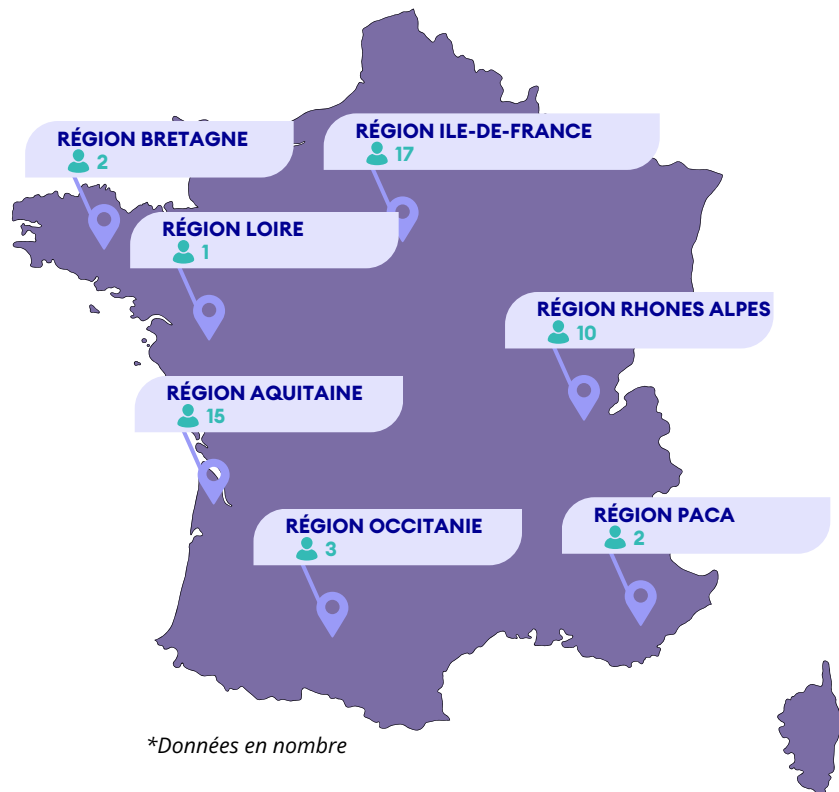 RÉGION BRETAGNE
2
RÉGION ILE-DE-FRANCE
17
RÉGION LOIRE
1
RÉGION RHONES ALPES
10
RÉGION AQUITAINE
15
RÉGION OCCITANIE
3
RÉGION PACA
2
*Données en nombre